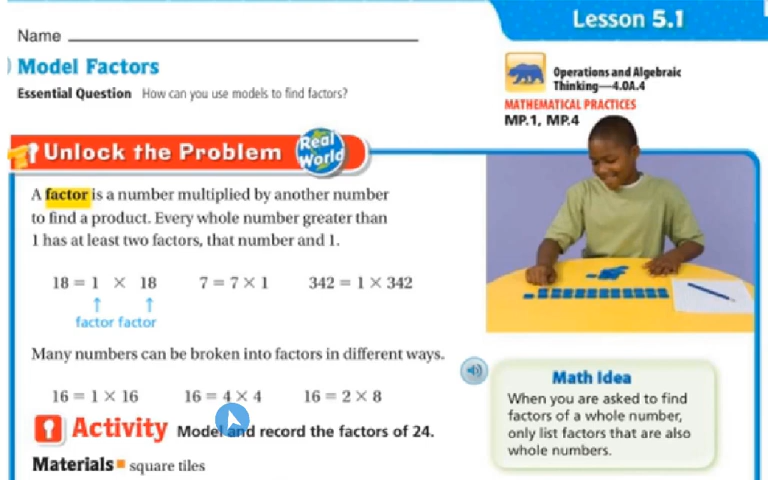 Lesson 5.1
Name
Model Factors
Essential Question How can you use models to find factors?
Operations and Algebraic
Thinking—4.OA.4
MATHEMATICAL PRACTICES
MP.1, MP.4
Unlock the Problem
Real
World
A factor is a number multiplied by another number
to find a product. Every whole number greater than
1 has at least two factors, that number and 1.
18 = 1 × 18 7 = 7 × 1 342 = 1 × 342
factor factor
Many numbers can be broken into factors in different ways.
16 = 1 × 16 16 = 4 × 4 16 = 2 × 8
Activity Model and record the factors of 24.
Materials ■ square tiles
Math Idea
When you are asked to find
factors of a whole number,
only list factors that are also
whole numbers.